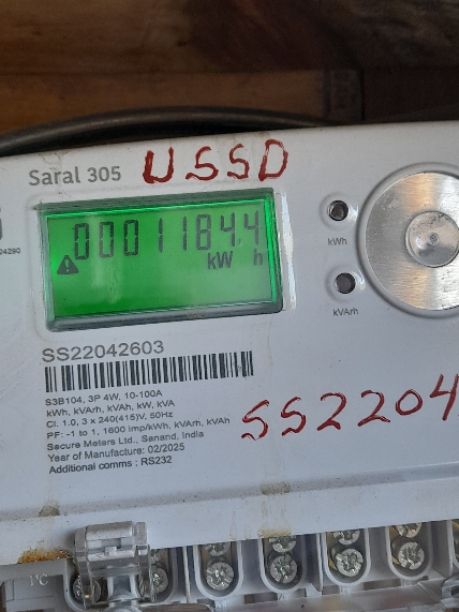 Saral 305 USSD
000011844
kW h
kWh
kVArh
SS22042603
S3B104, 3P 4W, 10-100A
kWh, kVArh, kVAh, kW, kVA
Cl. 1.0, 3 x 240(415)V, 50Hz
PF: -1 to 1, 1600 imp/kWh, kVArh, kVAh
Secure Meters Ltd., Sanand, India
Year of Manufacture: 02/2025
Additional comms : RS232
SS2204